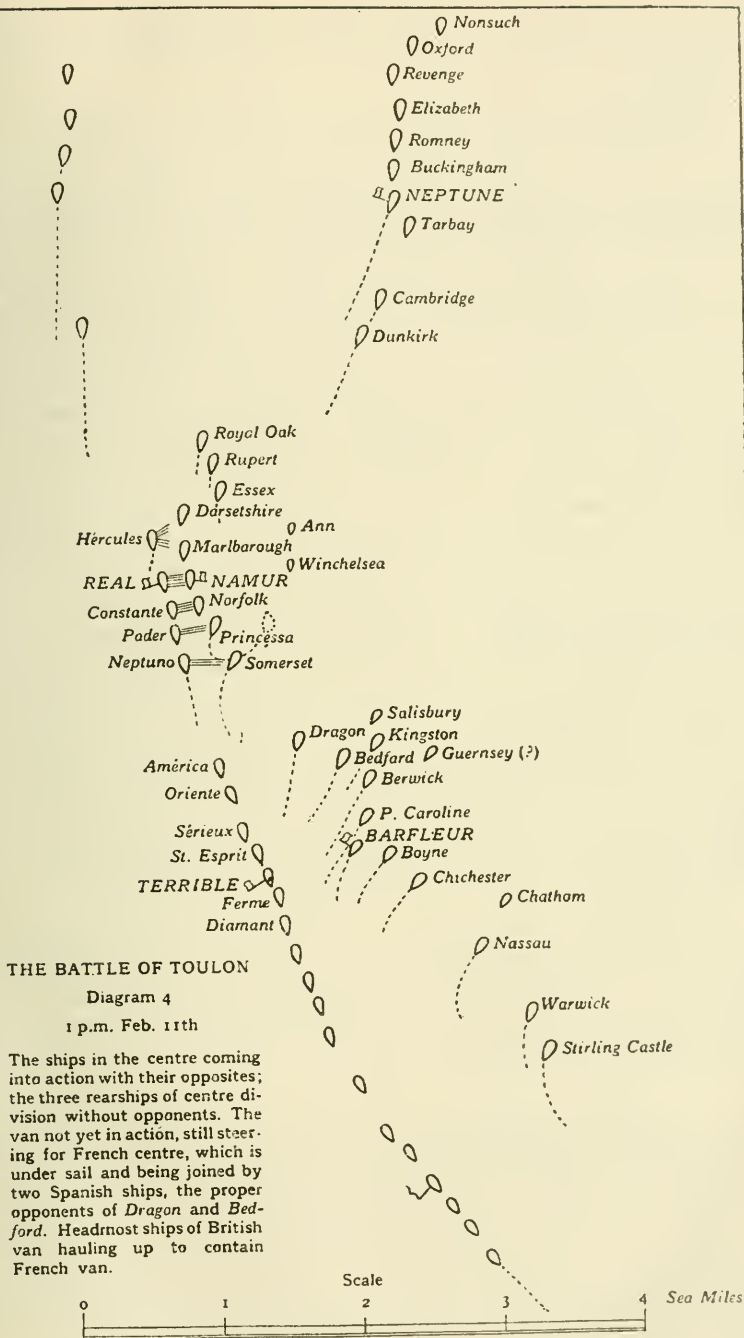 Nonsuch
Oxford
Revenge
Elizabeth
Romney
Buckingham
NEPTUNE
Tarbay
Cambridge
Dunkirk
Royal Oak
Rupert
Essex
Darsetshire
Hércules
Ann
Marlbarough
Winchelsea
REAL
NAMUR
Constante
Norfolk
Pader
Princessa
Neptuno
Somerset
Salisbury
Dragon
Kingston
Bedford
Guernsey (?)
América
Berwick
Oriente
P. Caroline
Sérieux
BARFLEUR
St. Esprit
Boyne
TERRIBLE
Chichester
Ferme
Chatham
Diamant
Nassau
THE BATTLE OF TOULON
Diagram 4
1 p.m. Feb. 11th
Warwick
Stirling Castle
The ships in the centre coming
into action with their opposites;
the three rearships of centre di-
vision without opponents. The
van not yet in action, still steer-
ing for French centre, which is
under sail and being joined by
two Spanish ships, the proper
opponents of Dragon and Bed-
ford. Headmost ships of British
van hauling up to contain
French van.
Scale
0 1 2 3 4 Sea Miles